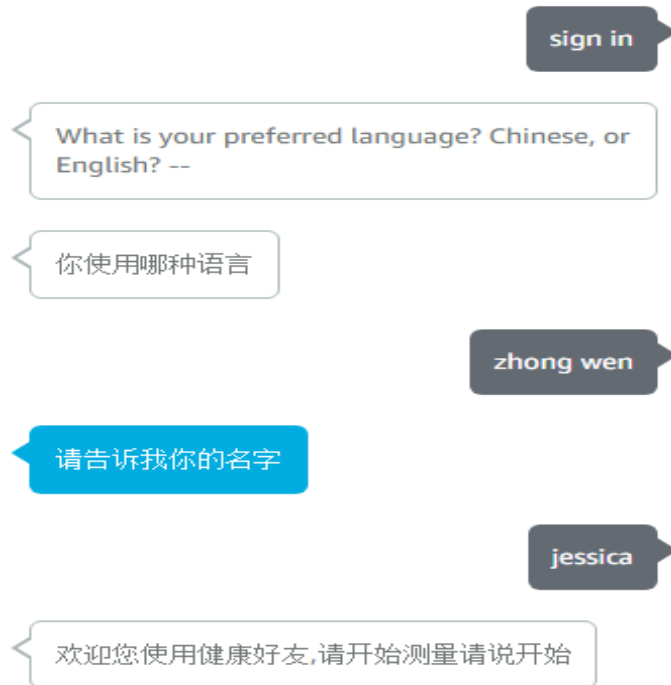 sign in
What is your preferred language? Chinese, or
English? --
你使用哪种语言
zhong wen
请告诉我你的名字
jessica
欢迎您使用健康好友,请开始测量请说开始